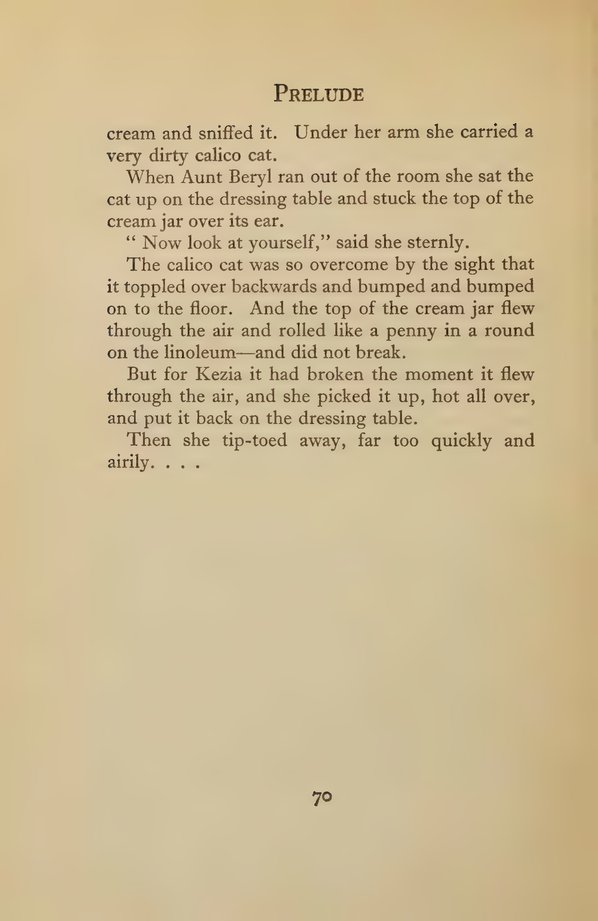 PRELUDE
cream and sniffed it. Under her arm she carried a
very dirty calico cat.
When Aunt Beryl ran out of the room she sat the
cat up on the dressing table and stuck the top of the
cream jar over its ear.
“ Now look at yourself,” said she sternly.
The calico cat was so overcome by the sight that
it toppled over backwards and bumped and bumped
on to the floor. And the top of the cream jar flew
through the air and rolled like a penny in a round
on the linoleum—and did not break.
But for Kezia it had broken the moment it flew
through the air, and she picked it up, hot all over,
and put it back on the dressing table.
Then she tip-toed away, far too quickly and
airily. . . .
70